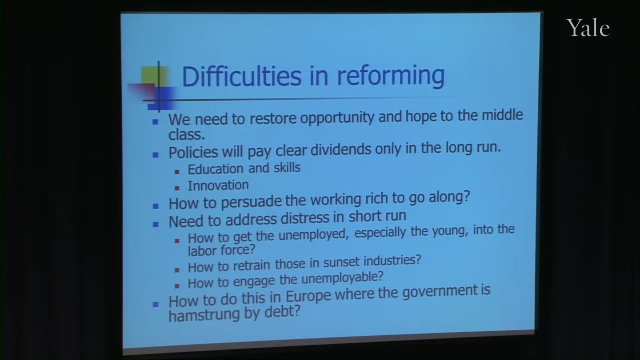 Yale
Difficulties in reforming
We need to restore opportunity and hope to the middle
class.
Policies will pay clear dividends only in the long run.
Education and skills
Innovation
How to persuade the working rich to go along?
Need to address distress in short run
How to get the unemployed, especially the young, into the
labor force?
How to retrain those in sunset industries?
How to engage the unemployable?
How to do this in Europe where the government is
hamstrung by debt?